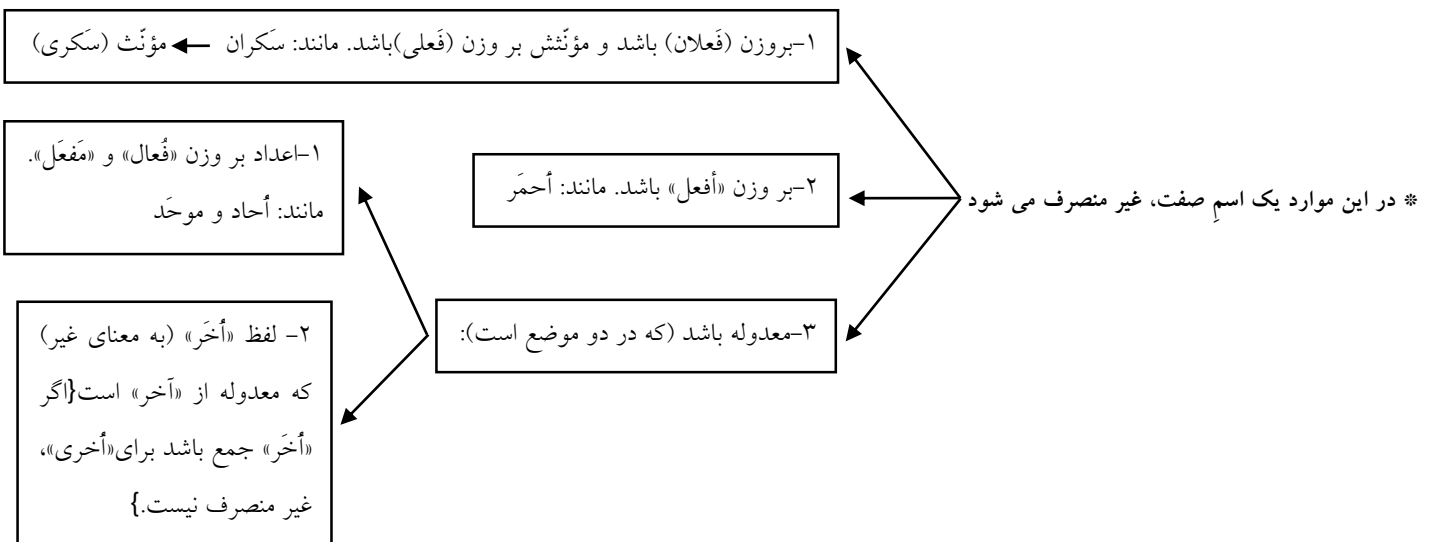 * در این موارد یک اسمِ صفت، غیر منصرف می شود
۱-بروزن (فَعلان) باشد و مؤنّثش بر وزن (فَعلی)باشد. مانند: سَکران مؤنّث (سَکری)
۲-بر وزن «أفعل» باشد. مانند: أحمَر
۳-معدوله باشد (که در دو موضع است):
۱-اعداد بر وزن «فُعال» و «مَفعَل».
مانند: أُحاد و موحَد
۲- لفظ «أُخَر» (به معنای غیر)
که معدوله از «آخر» است{اگر
«أُخَر» جمع باشد برای«أُخری»،
غیر منصرف نیست.}